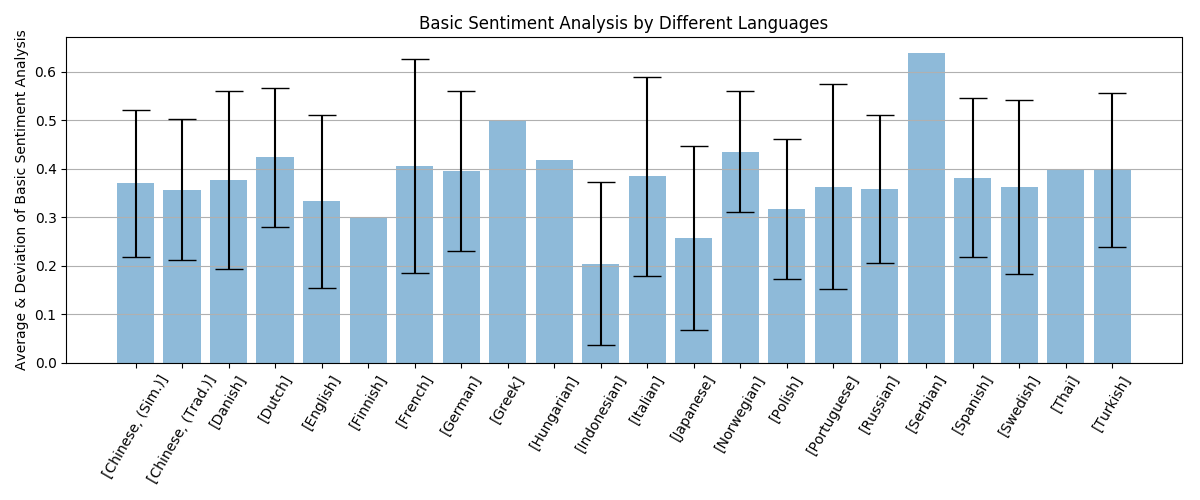 Basic Sentiment Analysis by Different Languages
Average & Deviation of Basic Sentiment Analysis
0.6
0.5
0.4
0.3
0.2
0.1
0.0
[Chinese, (Sim.)]
[Chinese, (Trad.)]
[Danish]
[Dutch]
[English]
[Finnish]
[French]
[German]
[Greek]
[Hungarian]
[Indonesian]
[Italian]
[Japanese]
[Norwegian]
[Polish]
[Portuguese]
[Russian]
[Serbian]
[Spanish]
[Swedish]
[Thai]
[Turkish]